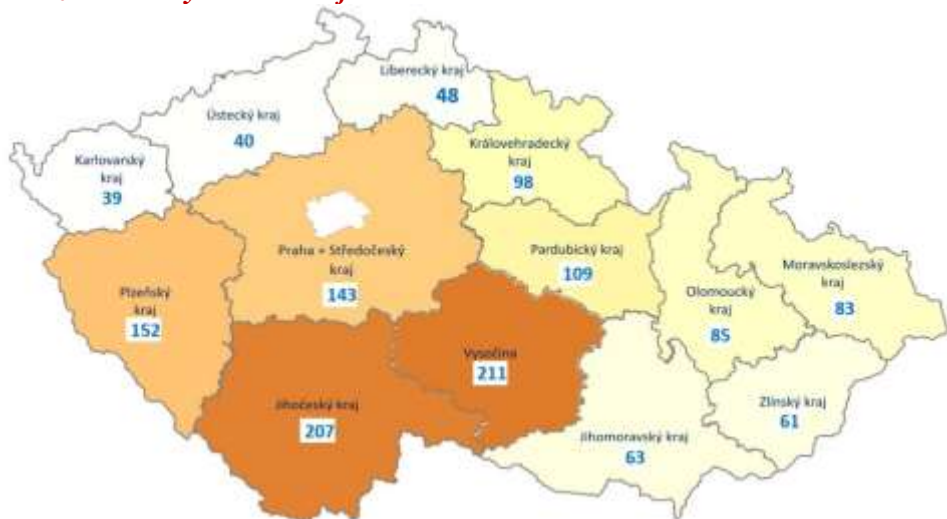 Liberecký kraj
48
Ústecký kraj
40
Karlovarský
kraj
39
Královehradecký
kraj
98
Praha + Středočeský
kraj
143
Pardubický kraj
109
Moravskoslezský
kraj
83
Plzeňský
kraj
152
Olomoucký
kraj
85
Vysočina
211
Jihočeský kraj
207
Zlínský kraj
61
Jihomoravský kraj
63